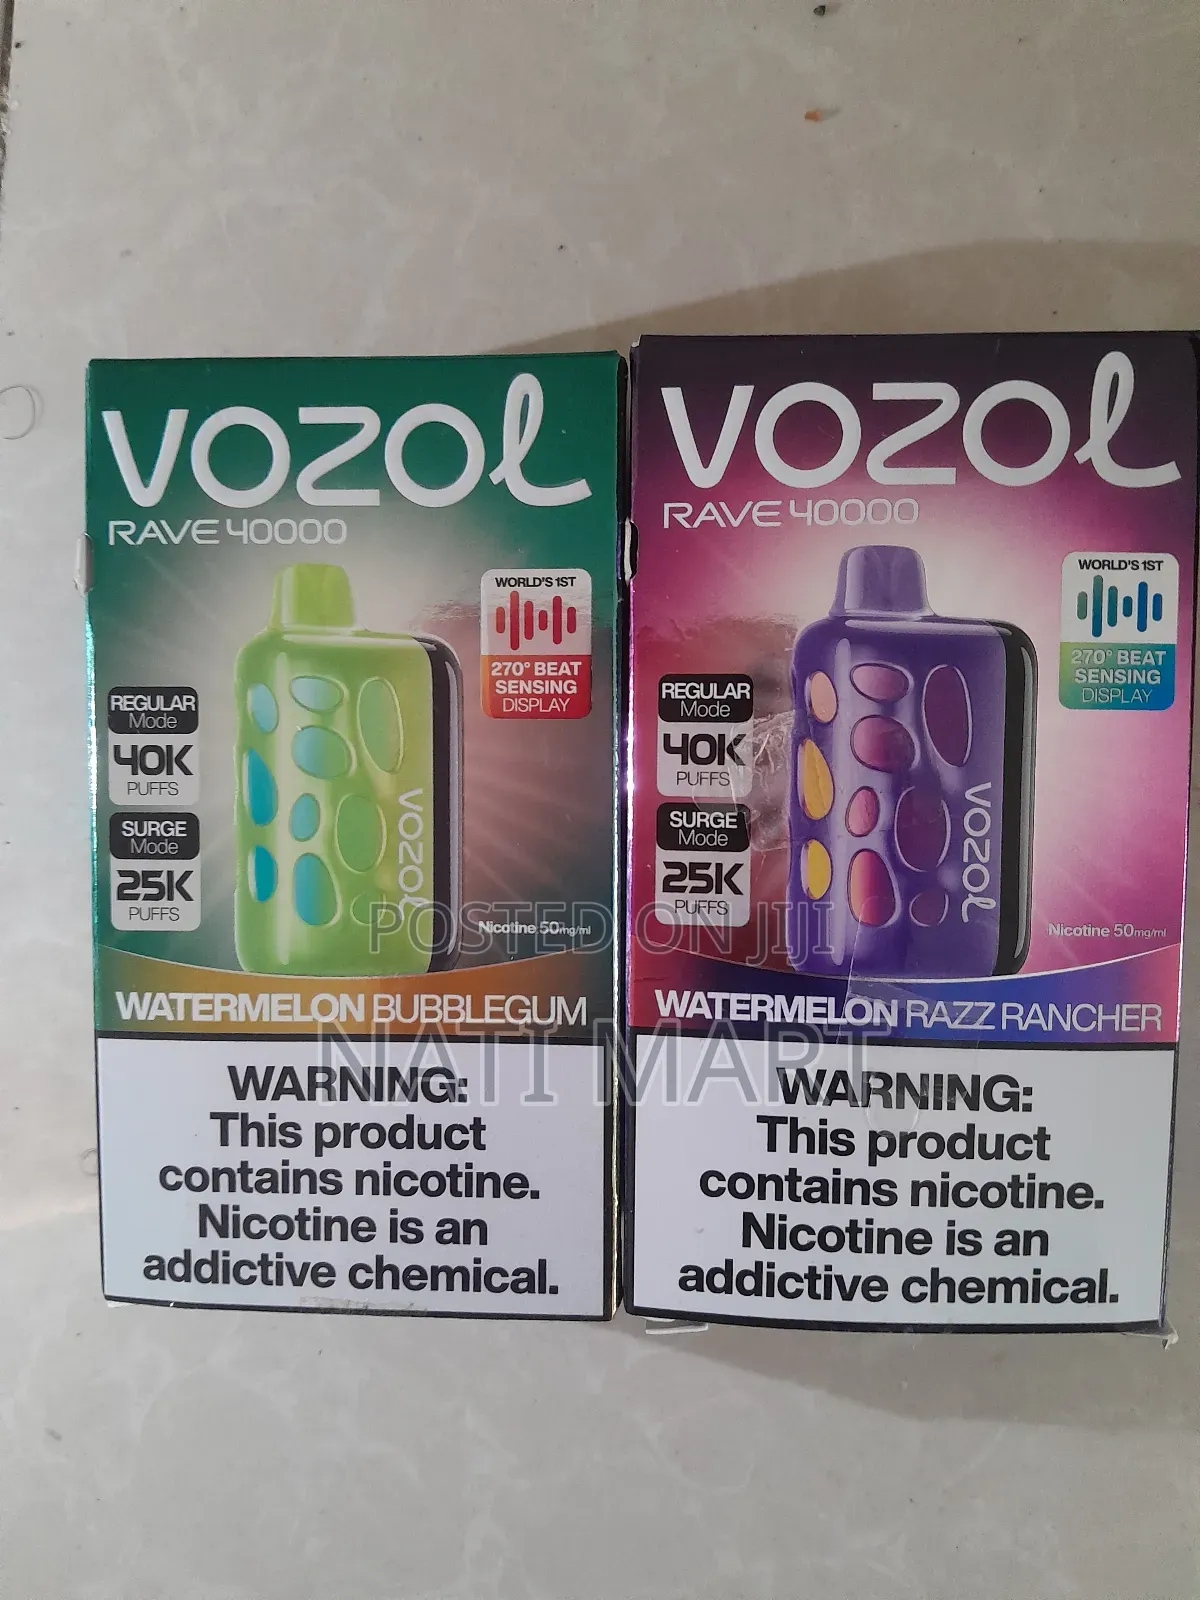 VOZOL
RAVE 40000
WORLD'S 1ST
270° BEAT
SENSING
DISPLAY
REGULAR
Mode
40K
PUFFS
SURGE
Mode
25K
PUFFS
VOZOL
Nicotine 50mg/ml
WATERMELON BUBBLEGUM
WARNING:
This product
contains nicotine.
Nicotine is an
addictive chemical.
VOZOL
RAVE 40000
WORLD'S 1ST
270° BEAT
SENSING
DISPLAY
REGULAR
Mode
40K
PUFFS
SURGE
Mode
25K
PUFFS
VOZOL
Nicotine 50mg/ml
WATERMELON RAZZ RANCHER
WARNING:
This product
contains nicotine.
Nicotine is an
addictive chemical.
POSTED ON JIJI
NATI MART